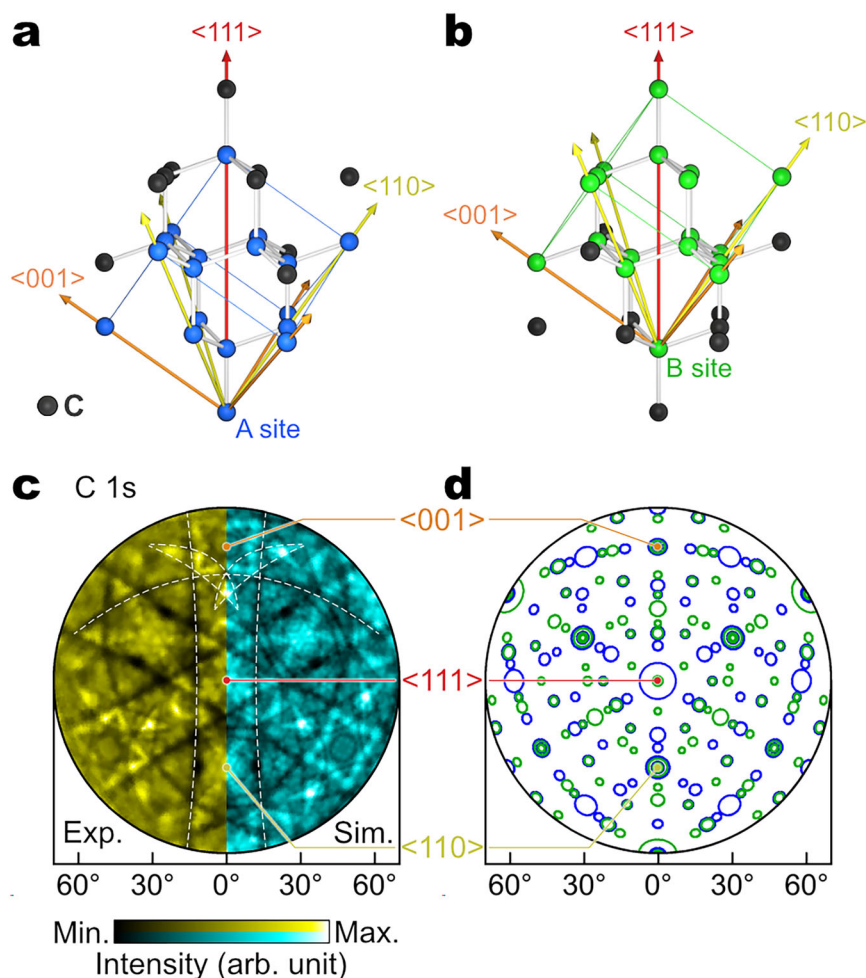 a
b
<111>
<111>
<110>
<110>
<001>
<001>
C
A site
B site
c
C 1s
d
<001>
<111>
<110>
Exp.
Sim.
60° 30° 0° 30° 60°
60° 30° 0° 30° 60°
Min.
Max.
Intensity (arb. unit)